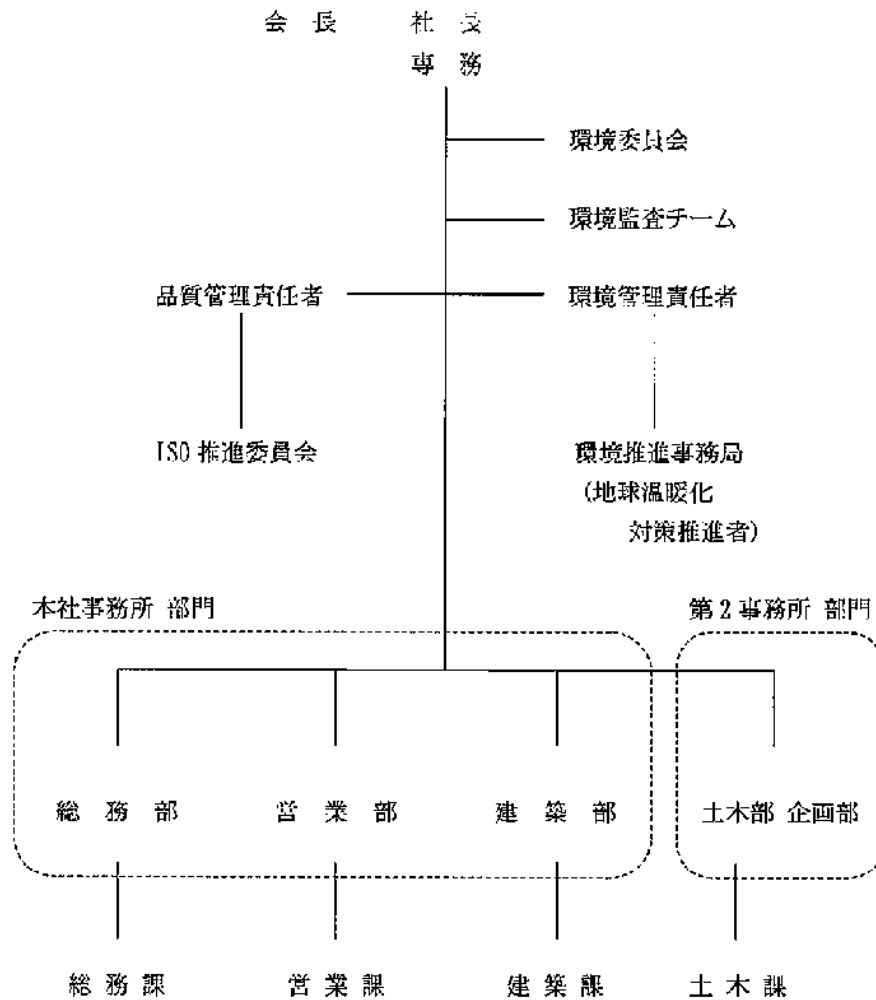 会長 社長
専務
環境委員会
環境監査チーム
品質管理責任者 環境管理責任者
ISO推進委員会 環境推進事務局
(地球温暖化
対策推進者)
本社事務所 部門 第2事務所 部門
総務部 営業部 建築部 土木部 企画部
総務課 営業課 建築課 土木課